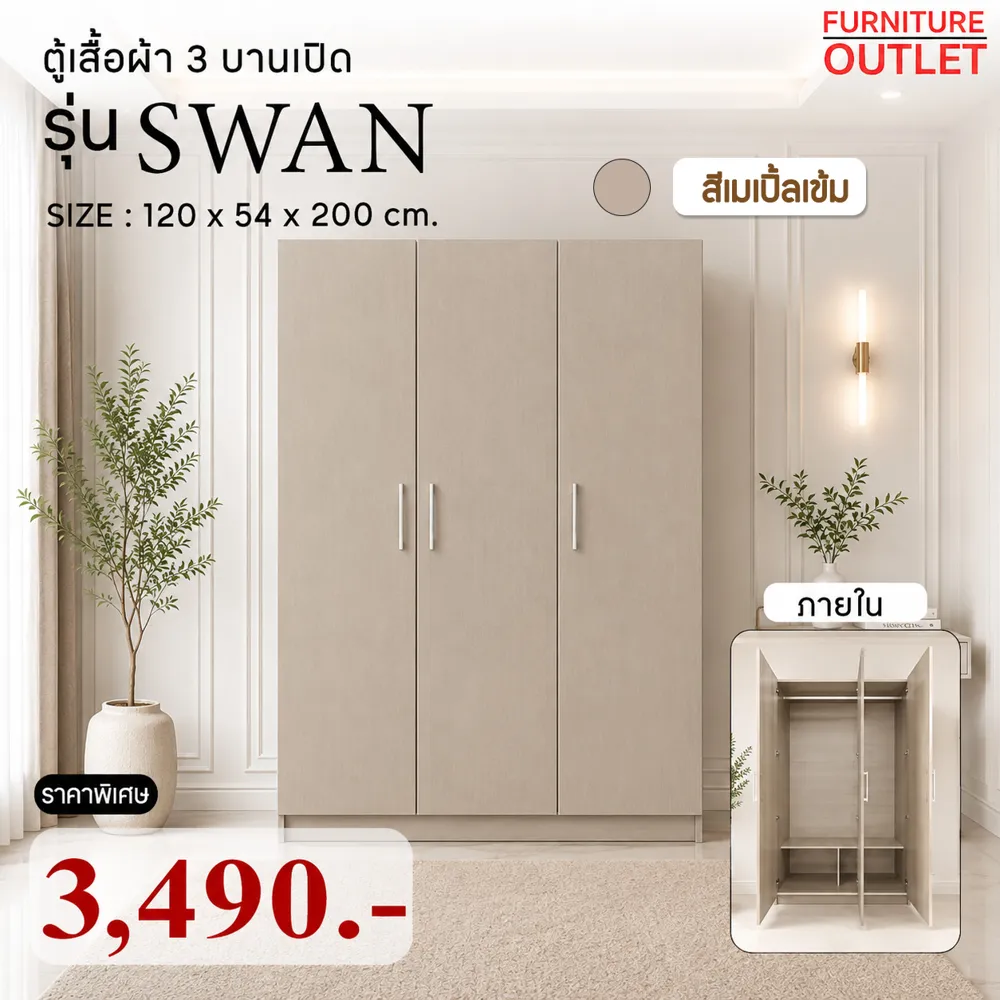 ตู้เสื้อผ้า 3 บานเปิด
รุ่น SWAN
SIZE : 120 x 54 x 200 cm.
FURNITURE
OUTLET
สีเมเปิ้ลเข้ม
ภายใน
ราคาพิเศษ
3,490.-